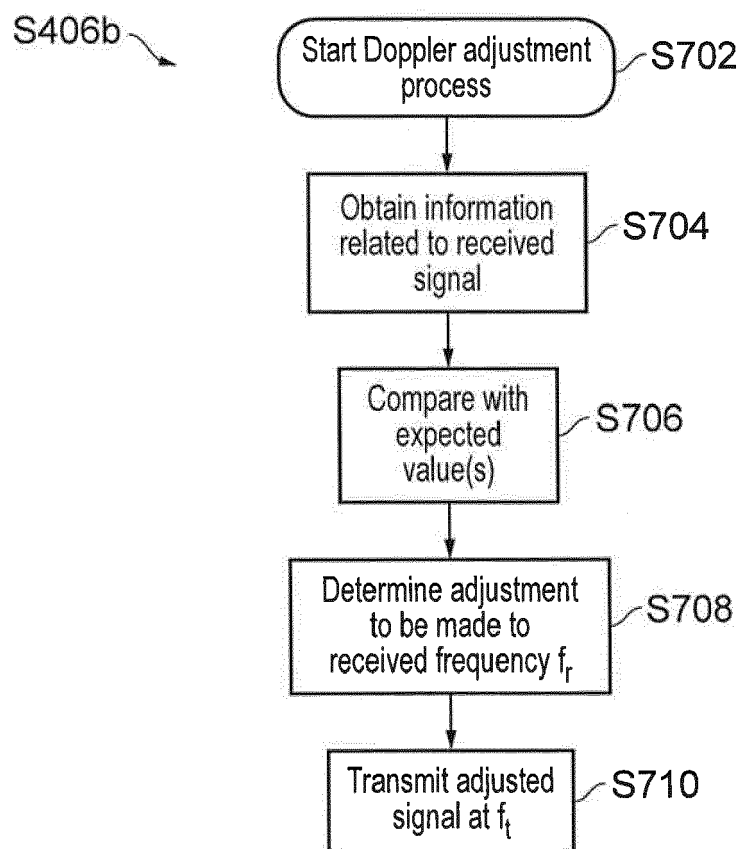 S406b
Start Doppler adjustment
process
S702
Obtain information
related to received
signal
S704
Compare with
expected
value(s)
S706
Determine adjustment
to be made to
received frequency fr
S708
Transmit adjusted
signal at ft
S710